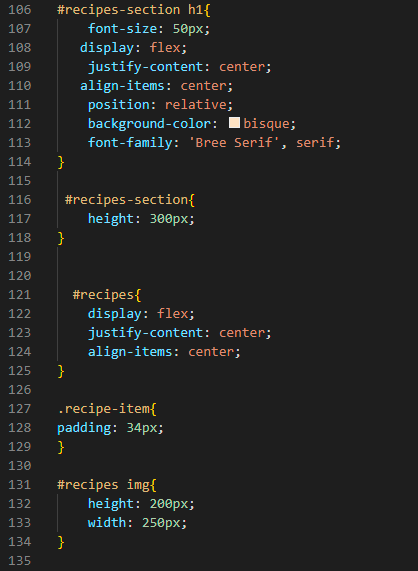 106 #recipes-section h1{
107     font-size: 50px;
108    display: flex;
109     justify-content: center;
110    align-items: center;
111     position: relative;
112     background-color: bisque;
113     font-family: 'Bree Serif', serif;
114 }
115
116  #recipes-section{
117     height: 300px;
118 }
119
120
121   #recipes{
122     display: flex;
123     justify-content: center;
124     align-items: center;
125 }
126
127 .recipe-item{
128 padding: 34px;
129 }
130
131 #recipes img{
132     height: 200px;
133     width: 250px;
134 }
135